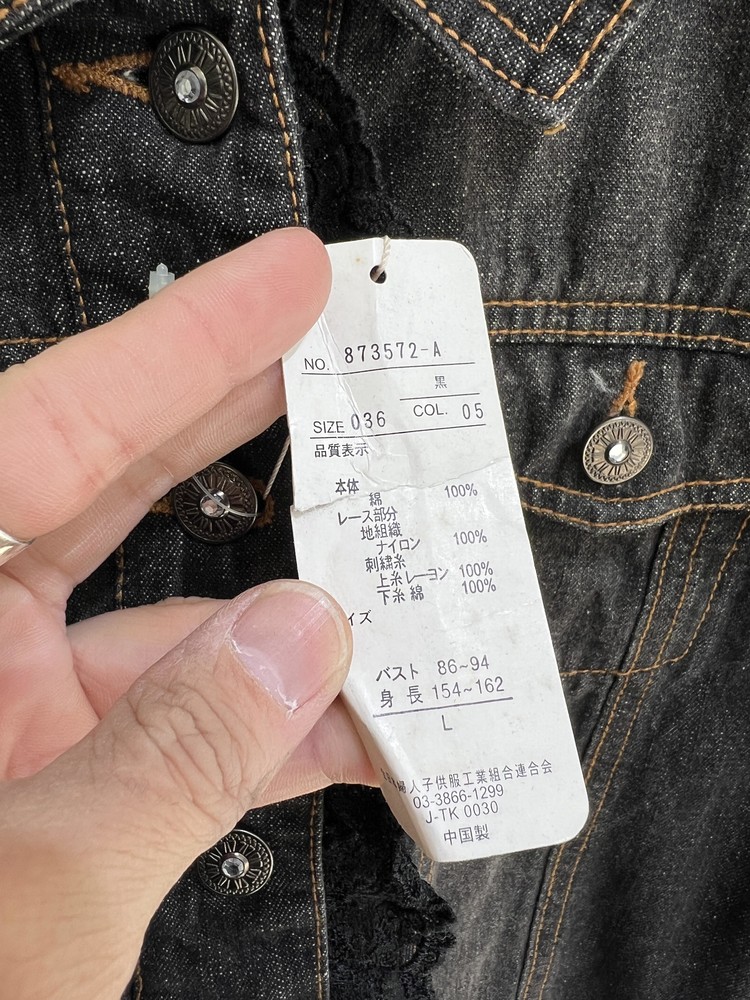 NO. 873572-A
黒
SIZE 036 COL. 05
品質表示
本体
綿 100%
レース部分
地組織
ナイロン 100%
刺繍糸
上糸レーヨン 100%
下糸 綿 100%
イズ
バスト 86~94
身長 154~162
L
婦人子供服工業組合連合会
03-3866-1299
J-TK 0030
中国製